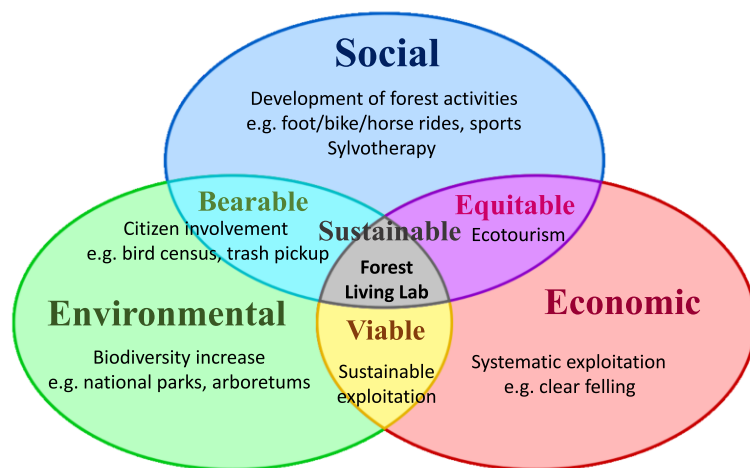 Social
Development of forest activities
e.g. foot/bike/horse rides, sports
Sylvotherapy
Bearable
Citizen involvement
e.g. bird census, trash pickup
Equitable
Ecotourism
Sustainable
Forest
Living Lab
Environmental
Biodiversity increase
e.g. national parks, arboretums
Viable
Sustainable
exploitation
Economic
Systematic exploitation
e.g. clear felling